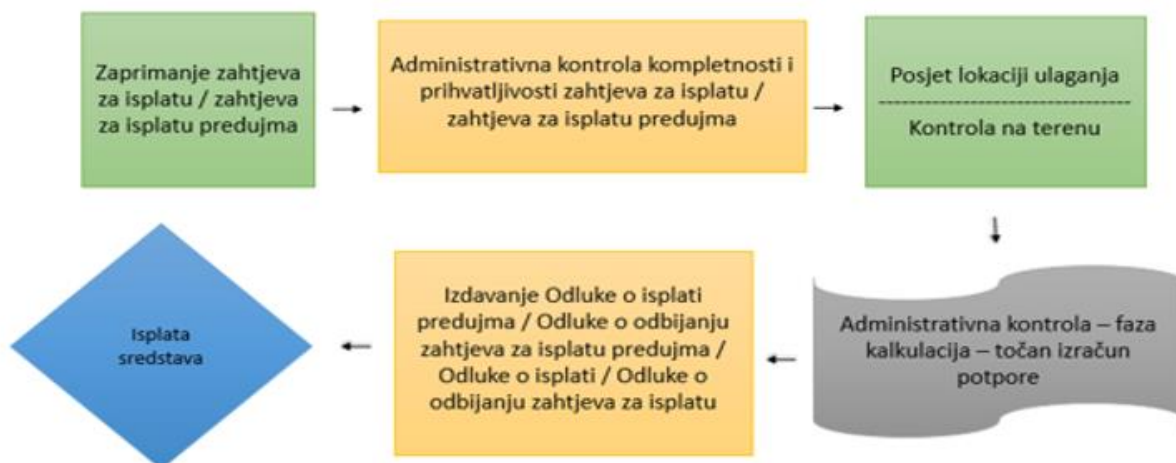 Zaprimanje zahtjeva
za isplatu / zahtjeva
za isplatu predujma
Administrativna kontrola kompletnosti i
prihvatljivosti zahtjeva za isplatu /
zahtjeva za isplatu predujma
Posjet lokaciji ulaganja
Kontrola na terenu
Administrativna kontrola – faza
kalkulacija – točan izračun
potpore
Izdavanje Odluke o isplati
predujma / Odluke o odbijanju
zahtjeva za isplatu predujma /
Odluke o isplati / Odluke o
odbijanju zahtjeva za isplatu
Isplata
sredstava